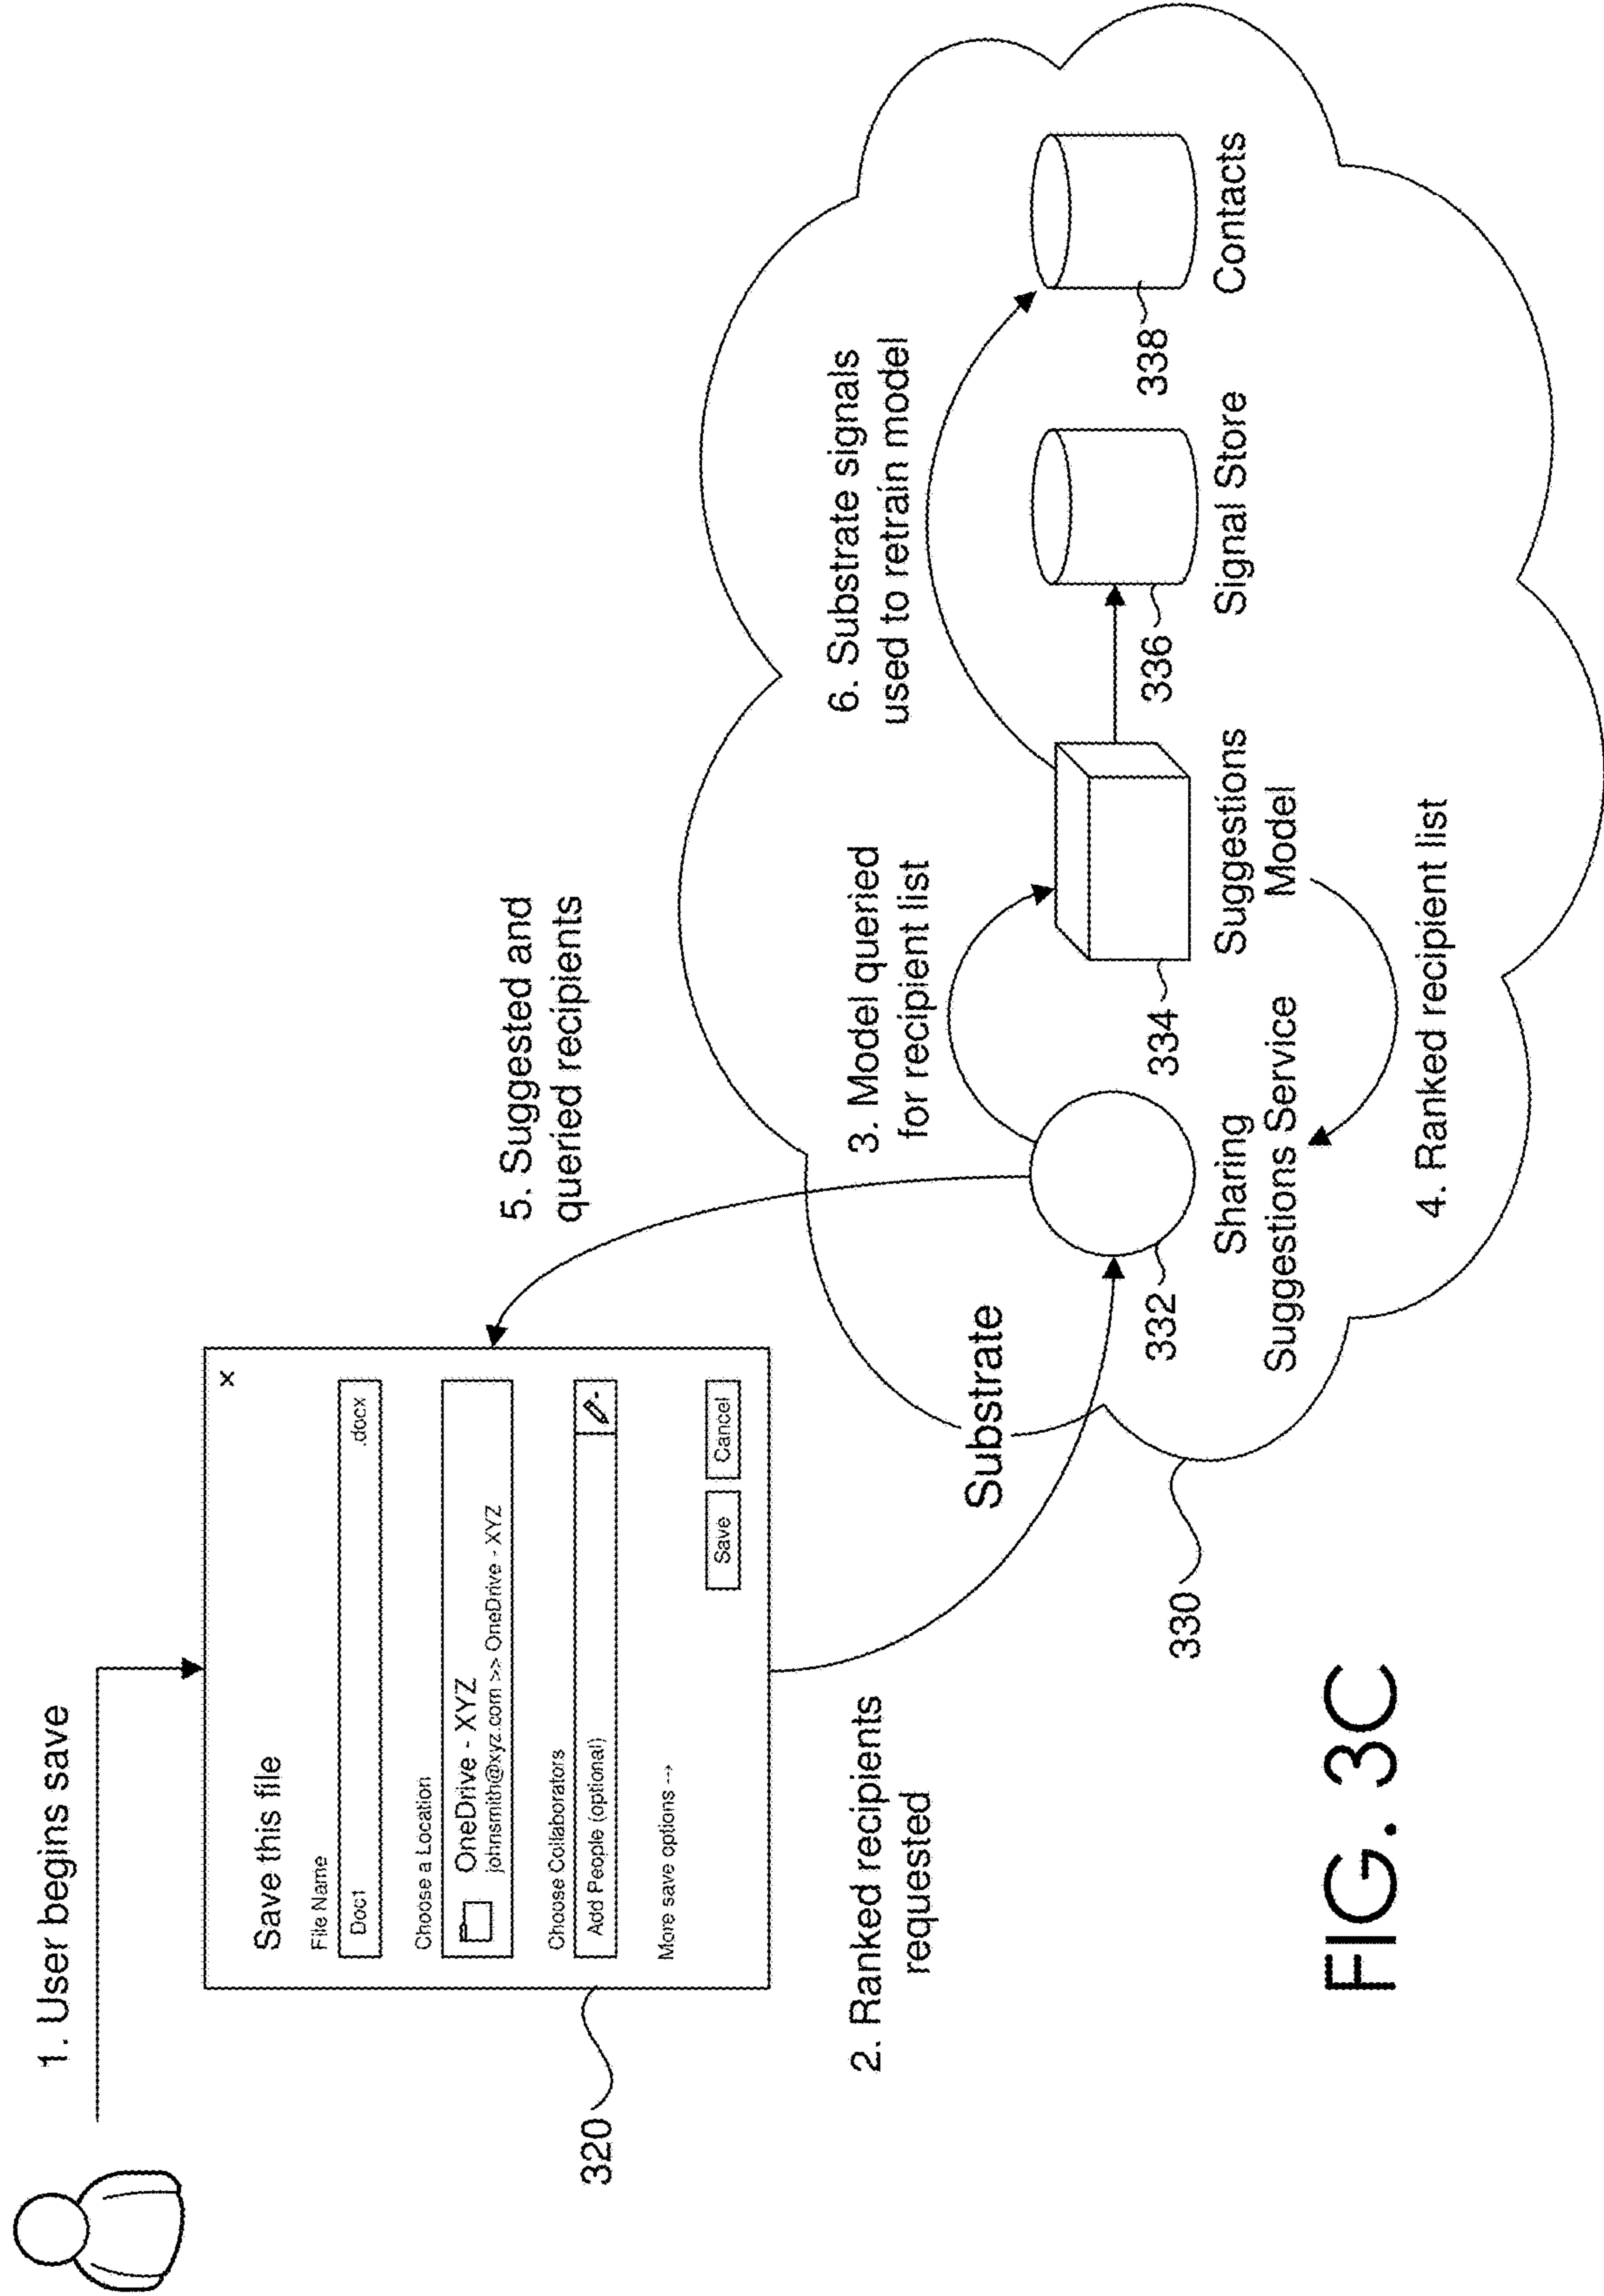 1. User begins save
Save this file
×
File Name
Doc1
.docx
Choose a Location
OneDrive - XYZ
johnsmith@xyz.com >> OneDrive - XYZ
Choose Collaborators
Add People (optional)
More save options -->
Save
Cancel
320
5. Suggested and
queried recipients
2. Ranked recipients
requested
Substrate
330
3. Model queried
for recipient list
6. Substrate signals
used to retrain model
332
334
336
338
Sharing
Suggestions Service
Suggestions
Model
Signal Store
Contacts
4. Ranked recipient list
FIG. 3C